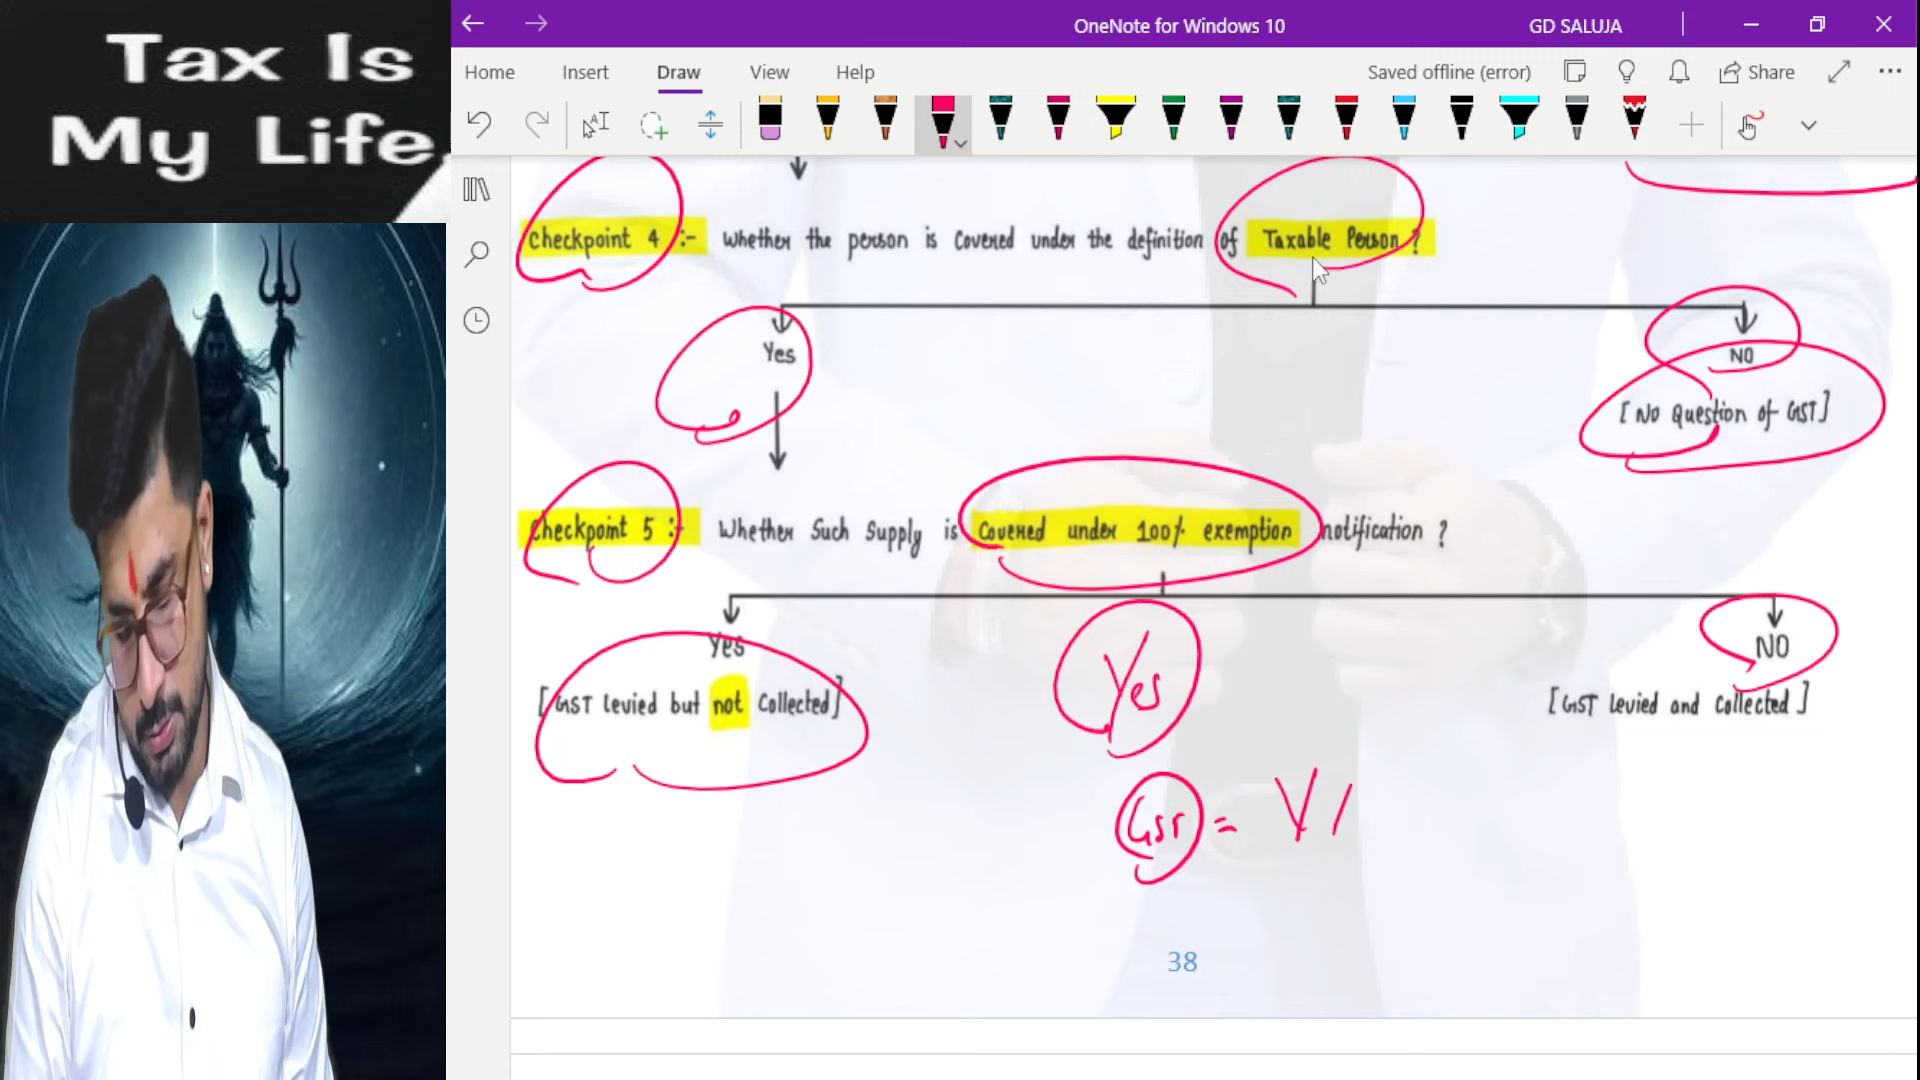 Tax Is
My Life
OneNote for Windows 10
GD SALUJA
Home Insert Draw View Help
Saved offline (error)
Share
Checkpoint 4 :- Whether the person is Covered under the definition of Taxable Person ?
Yes
NO
[ No Question of GST ]
Checkpoint 5 :- Whether Such Supply is Covered under 100% exemption notification ?
Yes
NO
[ GST Levied but not Collected ]
[ GST Levied and Collected ]
Yes
GST =
38